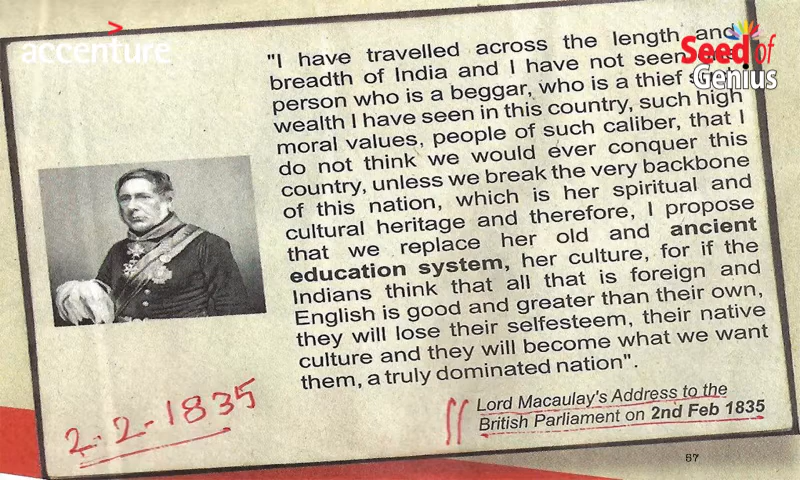 accenture
Seed of
Genius
"I have travelled across the length and
breadth of India and I have not seen
person who is a beggar, who is a thief
wealth I have seen in this country, such high
moral values, people of such caliber, that I
do not think we would ever conquer this
country, unless we break the very backbone
of this nation, which is her spiritual and
cultural heritage and therefore, I propose
that we replace her old and ancient
education system, her culture, for if the
Indians think that all that is foreign and
English is good and greater than their own,
they will lose their selfesteem, their native
culture and they will become what we want
them, a truly dominated nation".
Lord Macaulay's Address to the
British Parliament on 2nd Feb 1835
2-2-1835
67